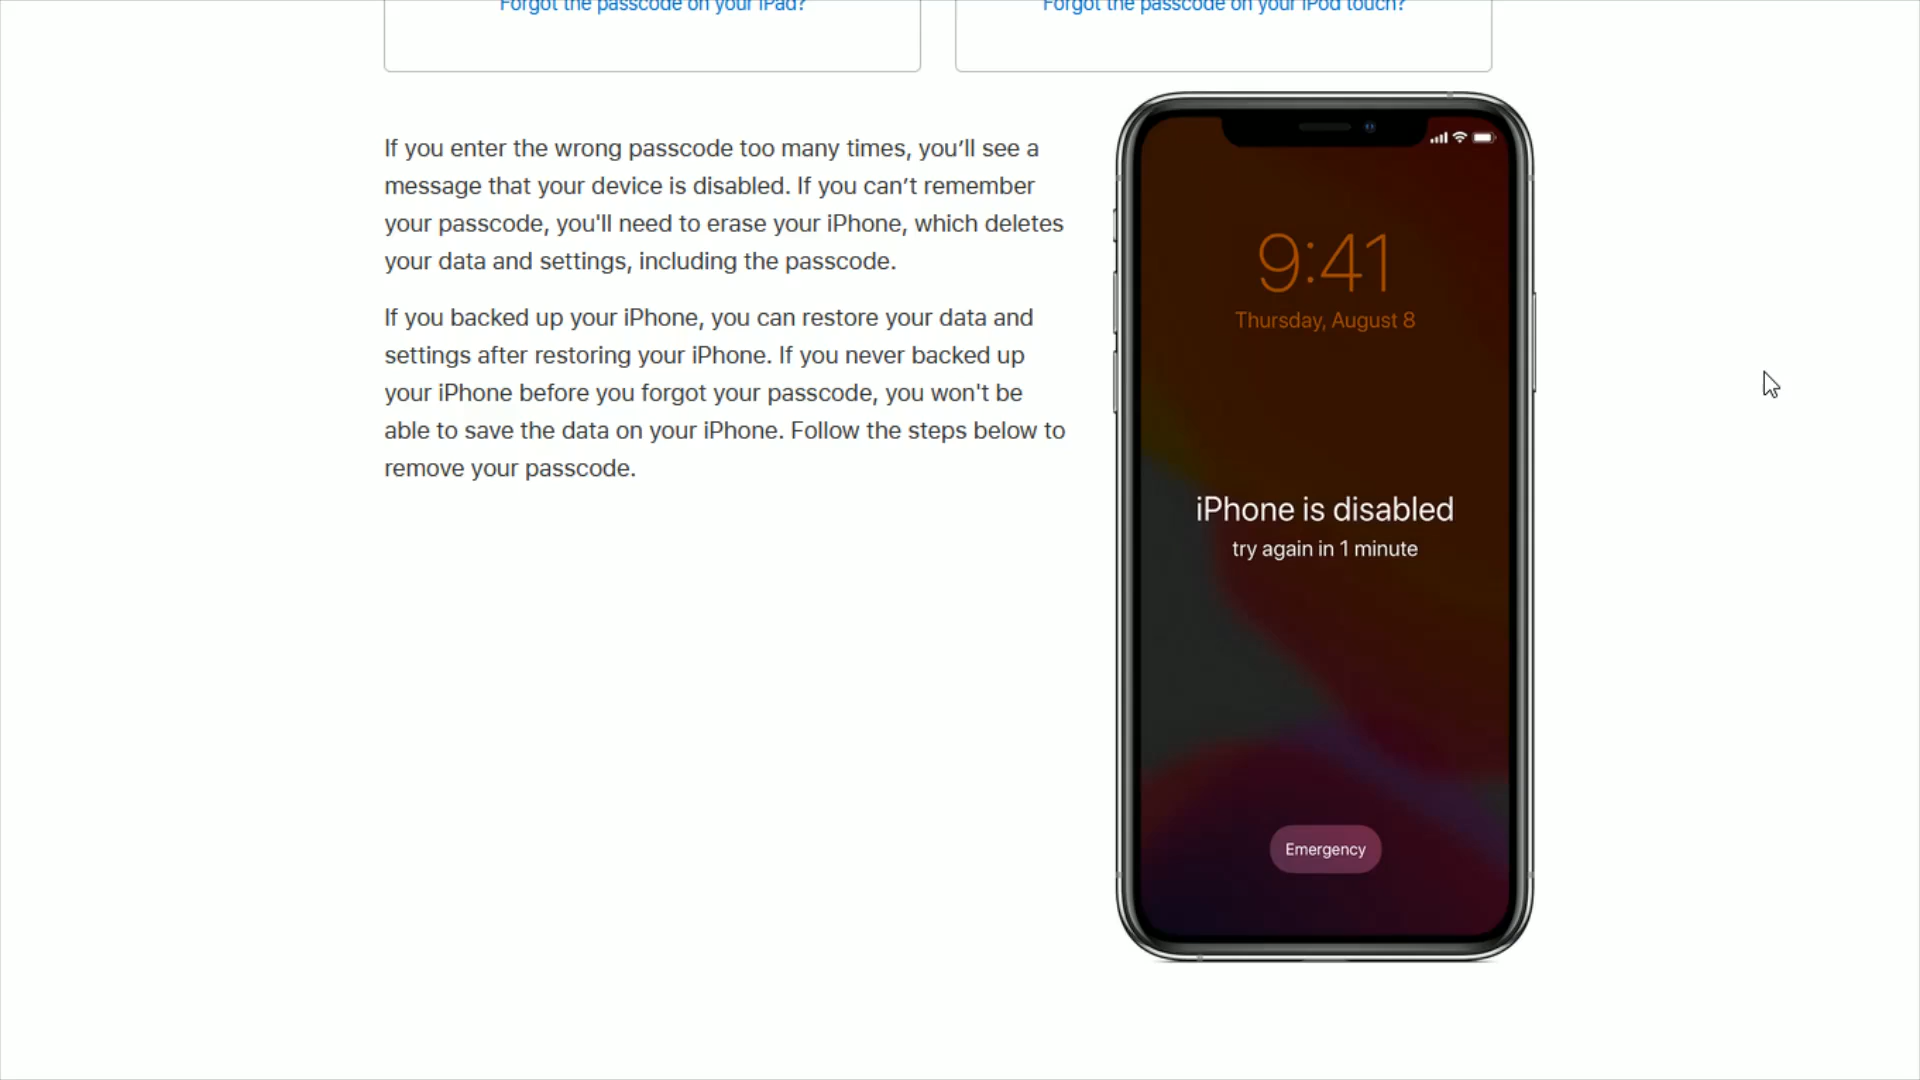 Forgot the passcode on your iPad?
Forgot the passcode on your iPod touch?
If you enter the wrong passcode too many times, you’ll see a
message that your device is disabled. If you can’t remember
your passcode, you'll need to erase your iPhone, which deletes
your data and settings, including the passcode.
If you backed up your iPhone, you can restore your data and
settings after restoring your iPhone. If you never backed up
your iPhone before you forgot your passcode, you won't be
able to save the data on your iPhone. Follow the steps below to
remove your passcode.
9:41
Thursday, August 8
iPhone is disabled
try again in 1 minute
Emergency